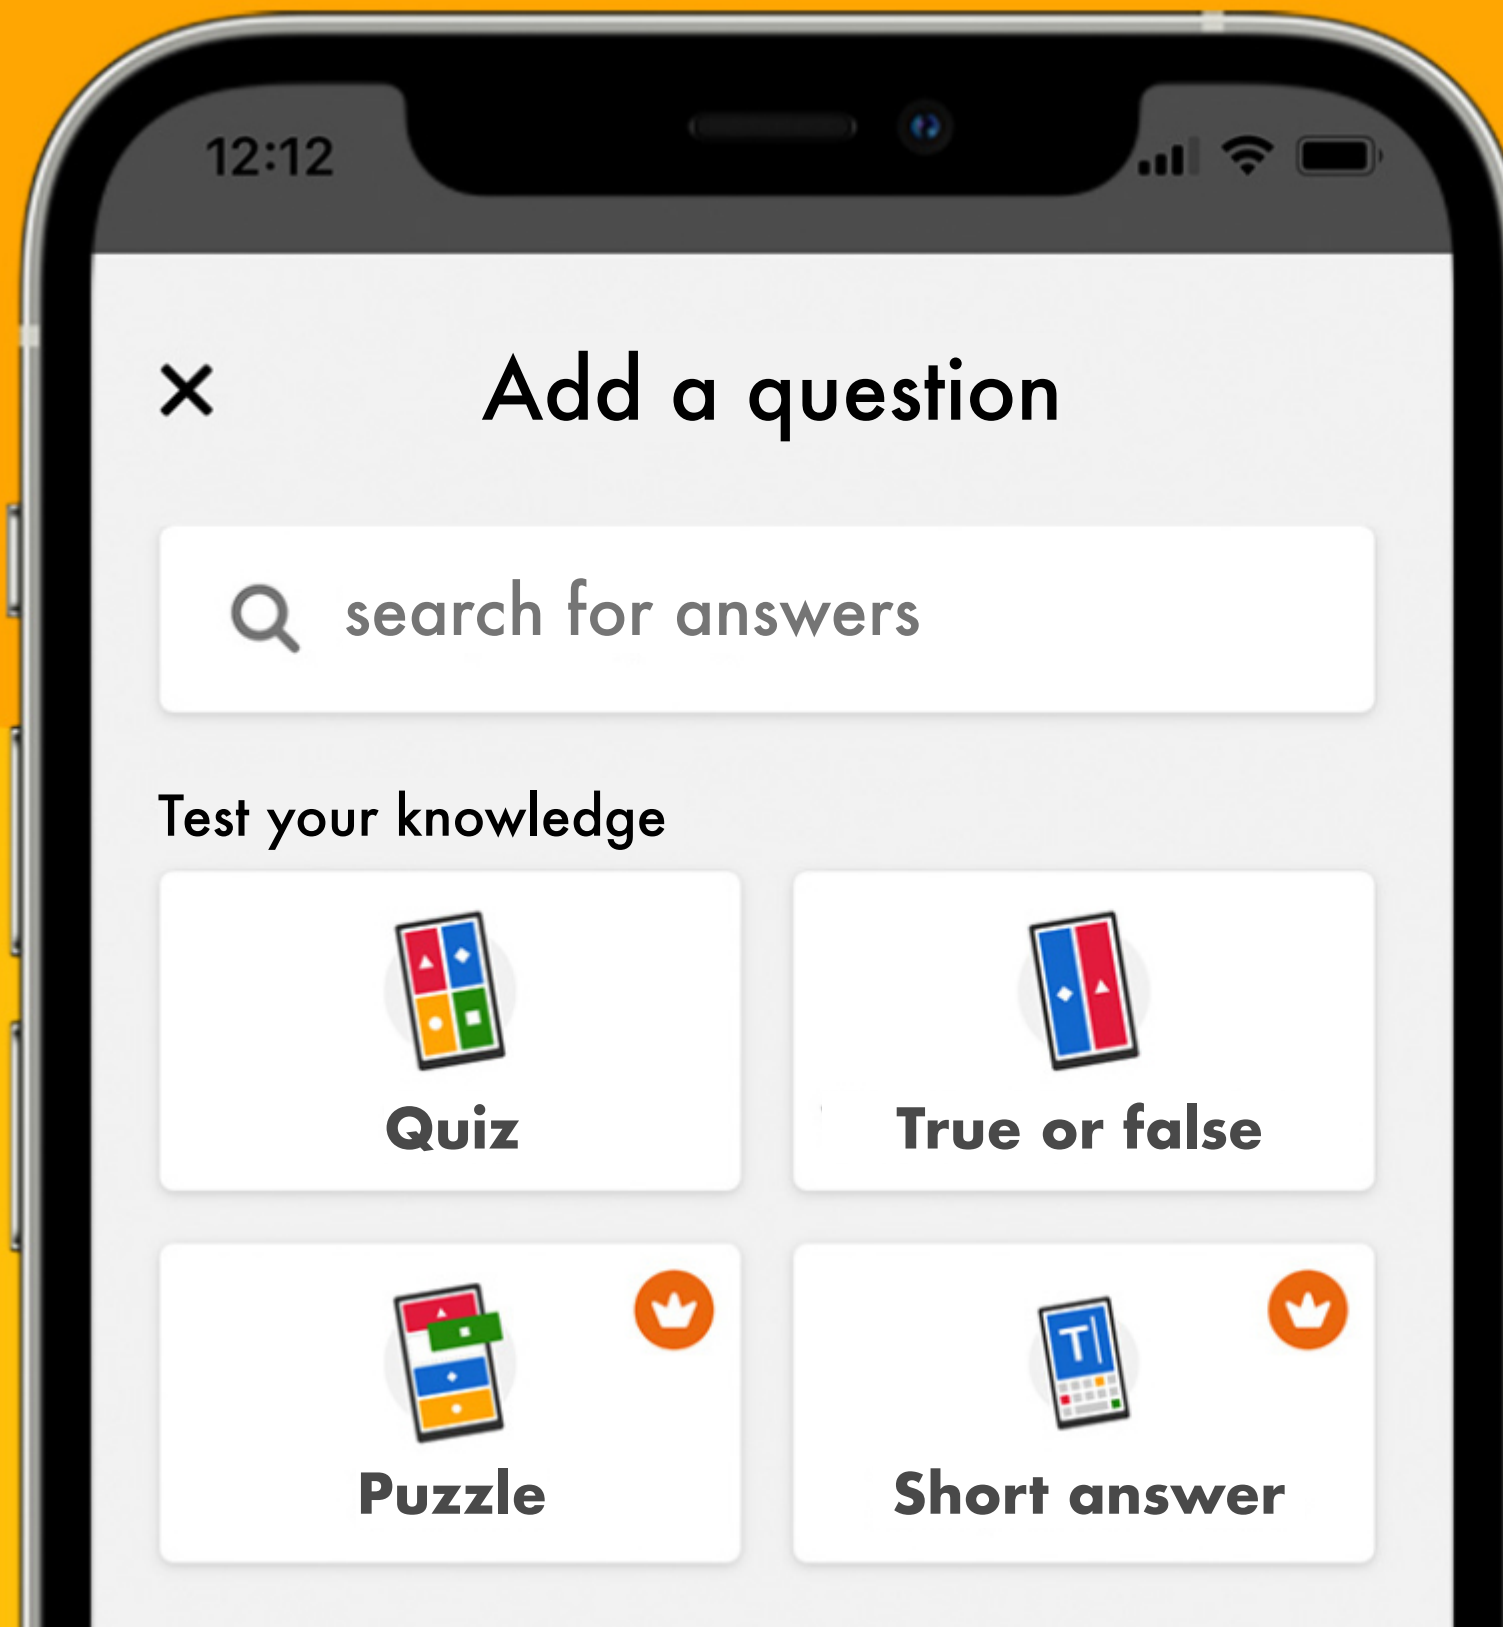 12:12
Add a question
search for answers
Test your knowledge
Quiz
True or false
T
Puzzle
Short answer